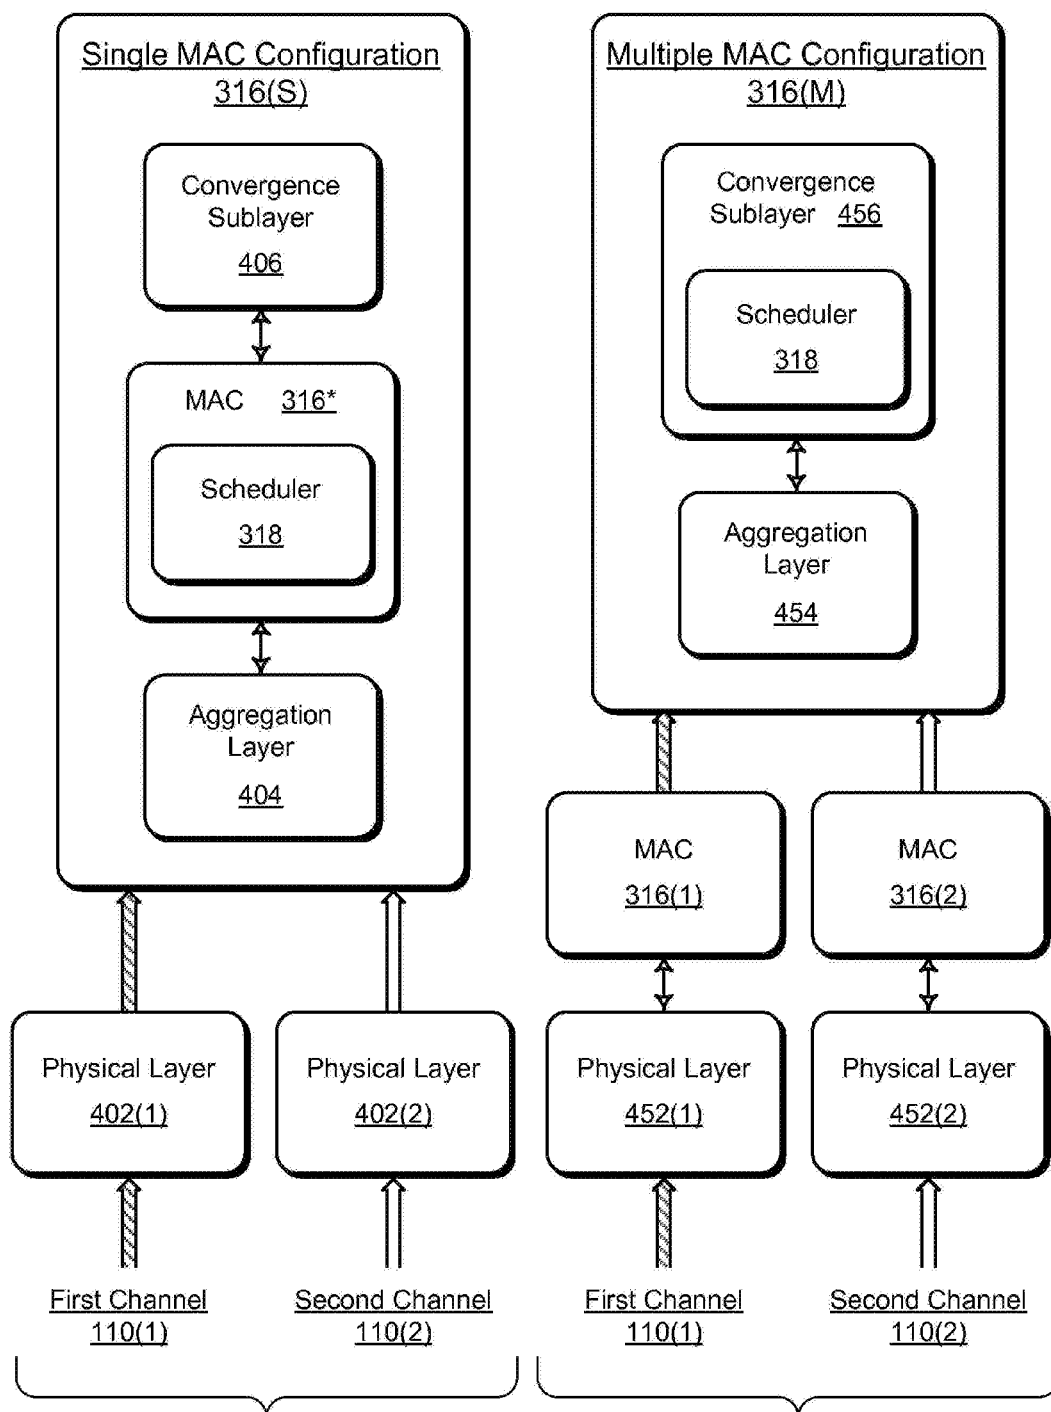 Single MAC Configuration
316(S)
Convergence
Sublayer
406
MAC 316*
Scheduler
318
Aggregation
Layer
404
Physical Layer
402(1)
Physical Layer
402(2)
First Channel
110(1)
Second Channel
110(2)
Multiple MAC Configuration
316(M)
Convergence
Sublayer 456
Scheduler
318
Aggregation
Layer
454
MAC
316(1)
MAC
316(2)
Physical Layer
452(1)
Physical Layer
452(2)
First Channel
110(1)
Second Channel
110(2)